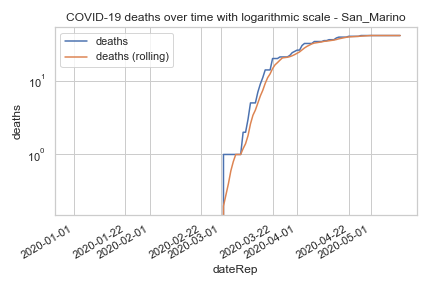 COVID-19 deaths over time with logarithmic scale - San_Marino
deaths
deaths (rolling)
10^1
10^0
deaths
2020-01-01
2020-01-22
2020-02-01
2020-02-22
2020-03-01
2020-03-22
2020-04-01
2020-04-22
2020-05-01
dateRep